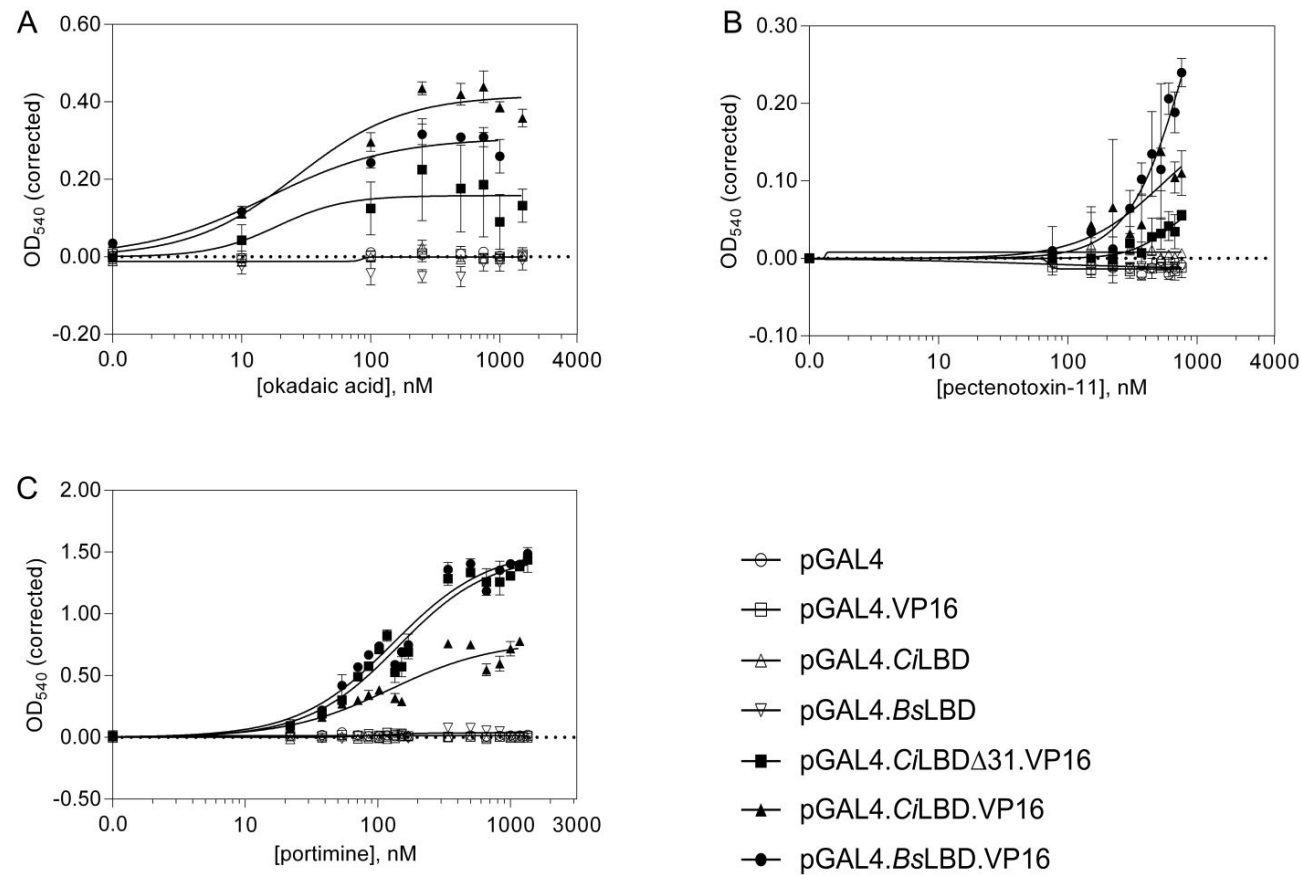 A
0.60
0.40
0.20
0.00
-0.20
OD540 (corrected)
0.0 10 100 1000 4000
[okadaic acid], nM
B
0.30
0.20
0.10
0.00
-0.10
OD540 (corrected)
0.0 10 100 1000 4000
[pectenotoxin-11], nM
C
2.00
1.50
1.00
0.50
0.00
-0.50
OD540 (corrected)
0.0 10 100 1000 3000
[portimine], nM
pGAL4
pGAL4.VP16
pGAL4.CiLBD
pGAL4.BsLBD
pGAL4.CiLBDΔ31.VP16
pGAL4.CiLBD.VP16
pGAL4.BsLBD.VP16